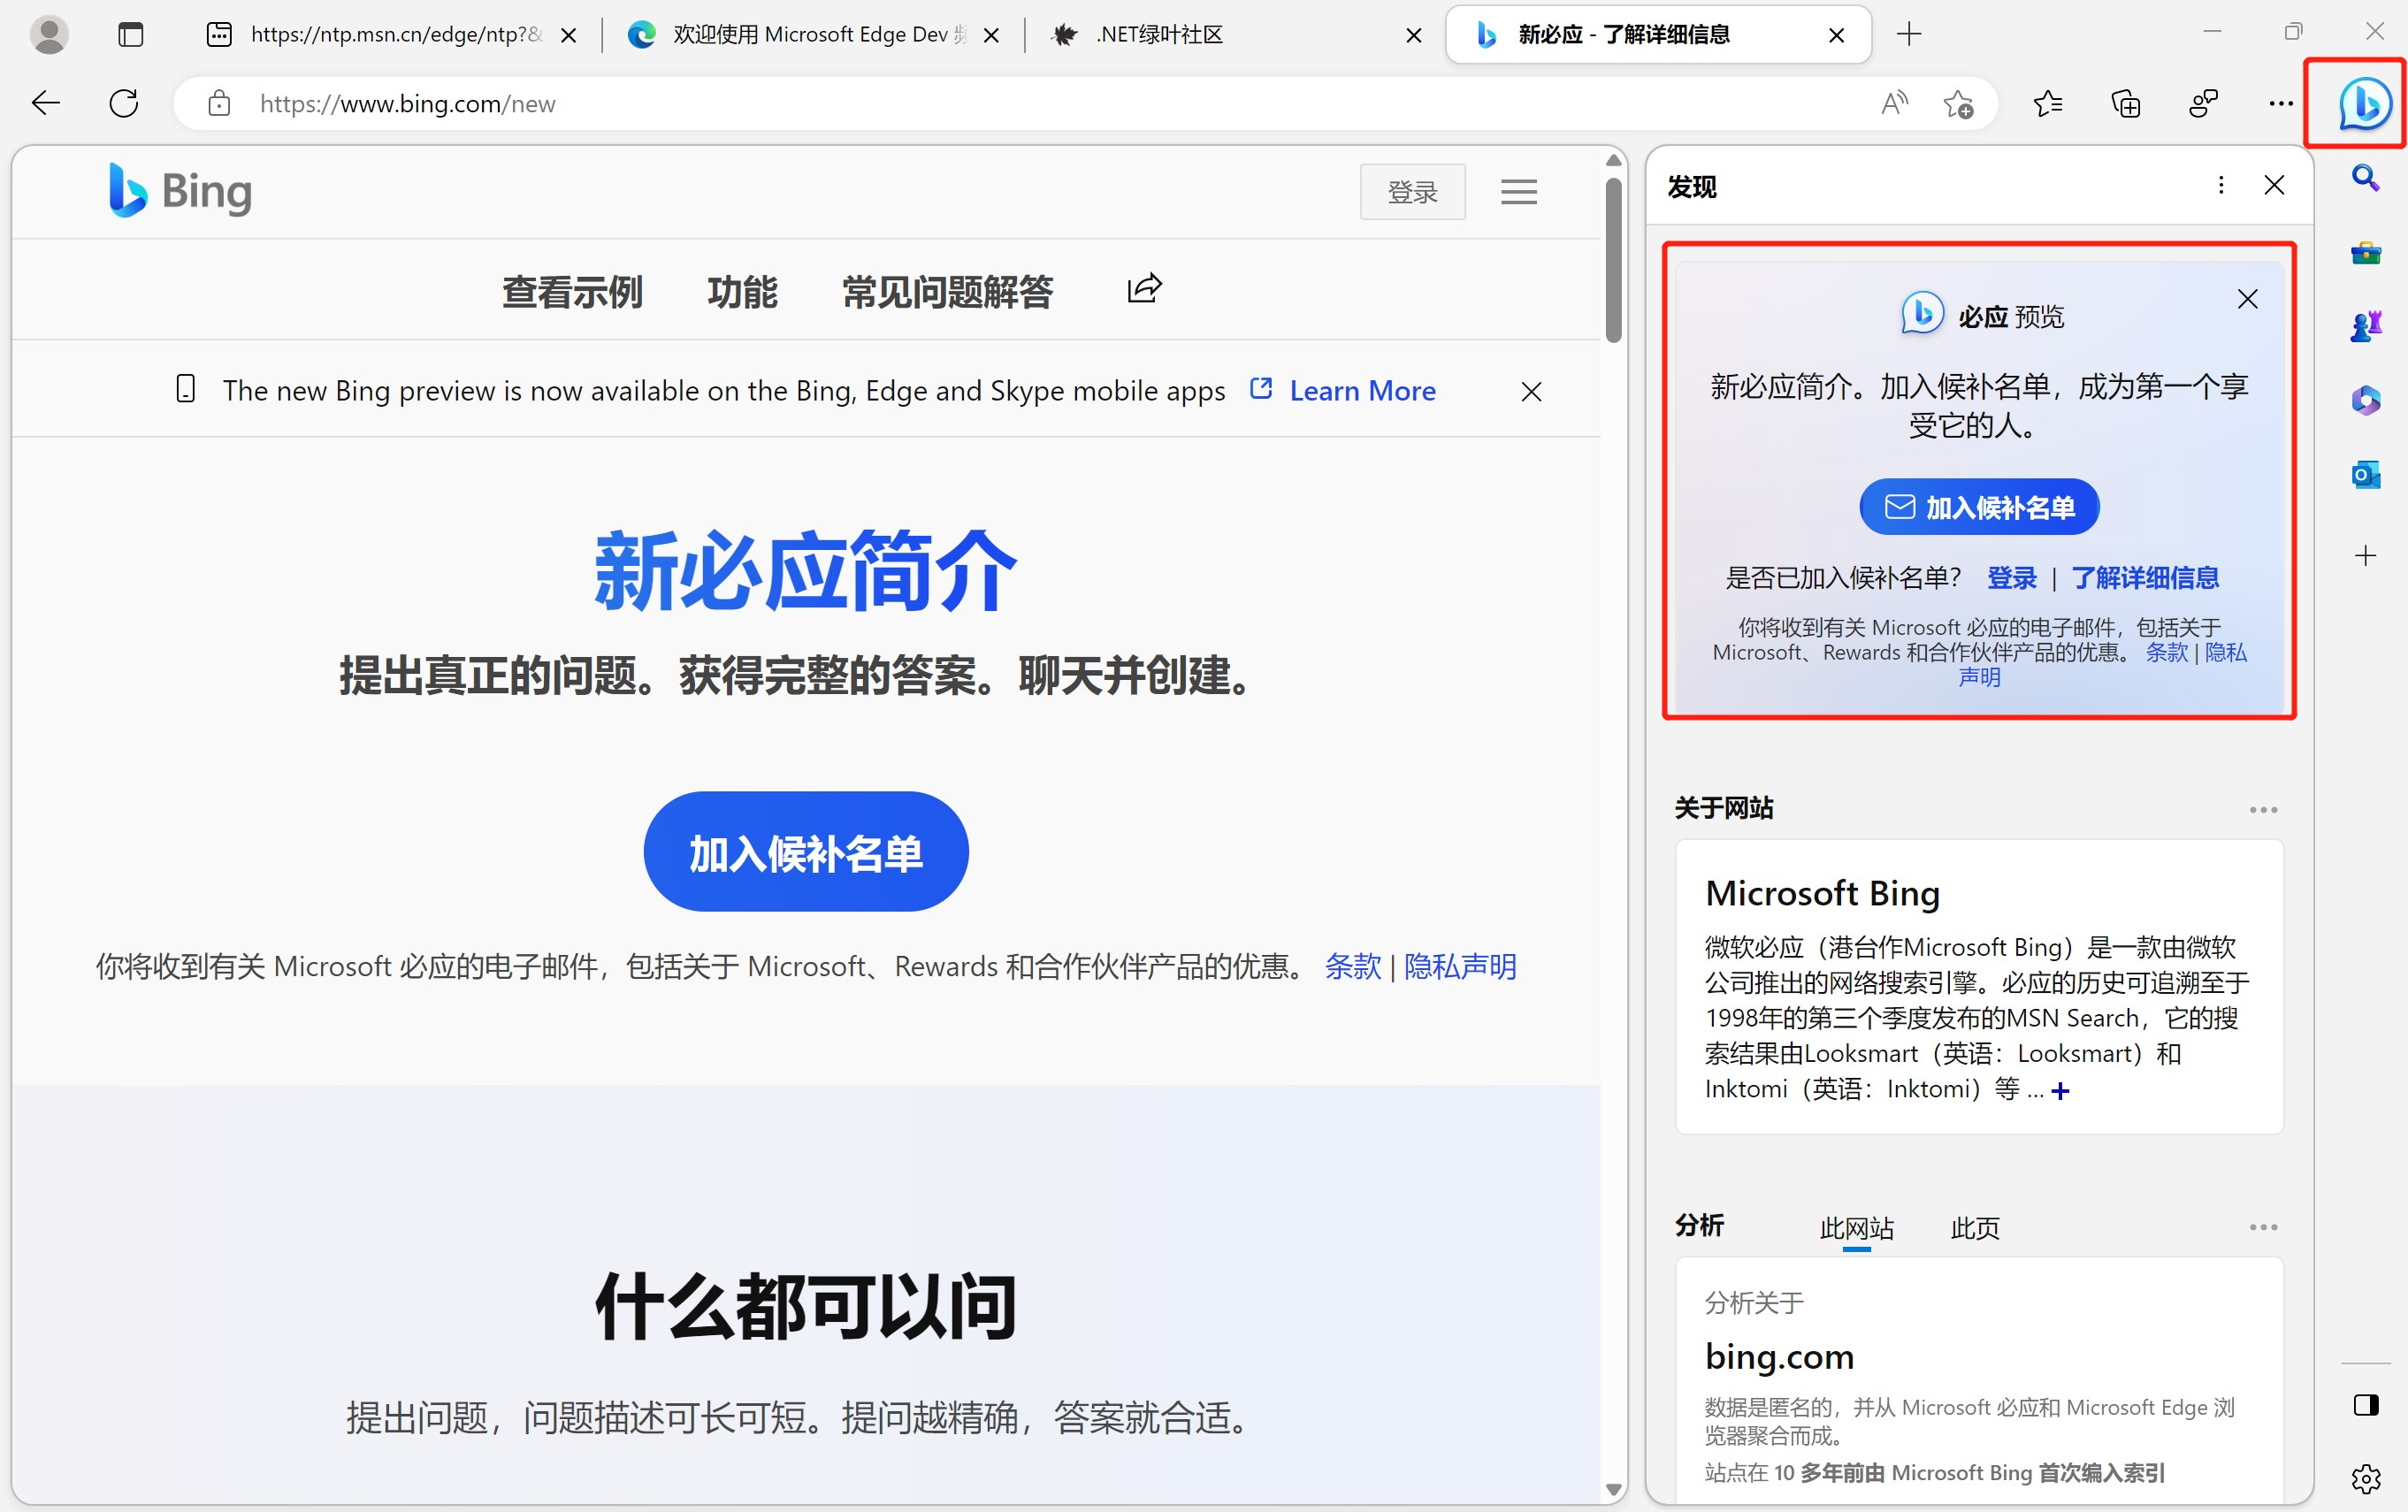 https://ntp.msn.cn/edge/ntp?&
欢迎使用 Microsoft Edge Dev 频
.NET绿叶社区
新必应 - 了解详细信息
https://www.bing.com/new
Bing
登录
查看示例 功能 常见问题解答
The new Bing preview is now available on the Bing, Edge and Skype mobile apps Learn More
新必应简介
提出真正的问题。获得完整的答案。聊天并创建。
加入候补名单
你将收到有关 Microsoft 必应的电子邮件，包括关于 Microsoft、Rewards 和合作伙伴产品的优惠。 条款 | 隐私声明
什么都可以问
提出问题，问题描述可长可短。提问越精确，答案就合适。
发现
必应 预览
新必应简介。加入候补名单，成为第一个享
受它的人。
加入候补名单
是否已加入候补名单？ 登录 | 了解详细信息
你将收到有关 Microsoft 必应的电子邮件，包括关于
Microsoft、Rewards 和合作伙伴产品的优惠。 条款 | 隐私
声明
关于网站
Microsoft Bing
微软必应（港台作Microsoft Bing）是一款由微软
公司推出的网络搜索引擎。必应的历史可追溯至于
1998年的第三个季度发布的MSN Search，它的搜
索结果由Looksmart（英语：Looksmart）和
Inktomi（英语：Inktomi）等 ... +
分析 此网站 此页
分析关于
bing.com
数据是匿名的，并从 Microsoft 必应和 Microsoft Edge 浏
览器聚合而成。
站点在 10 多年前由 Microsoft Bing 首次编入索引